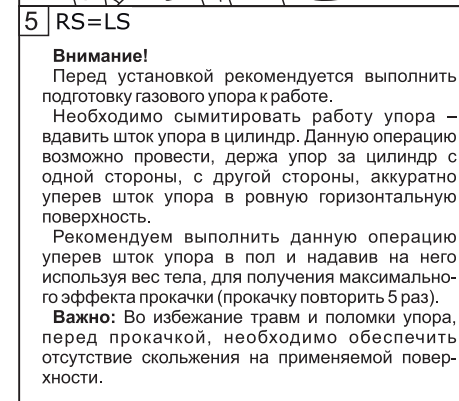 5 RS=LS
Внимание!
Перед установкой рекомендуется выполнить
подготовку газового упора к работе.
Необходимо сымитировать работу упора –
вдавить шток упора в цилиндр. Данную операцию
возможно провести, держа упор за цилиндр с
одной стороны, с другой стороны, аккуратно
уперев шток упора в ровную горизонтальную
поверхность.
Рекомендуем выполнить данную операцию
уперев шток упора в пол и надавив на него
используя вес тела, для получения максимально-
го эффекта прокачки (прокачку повторить 5 раз).
Важно: Во избежание травм и поломки упора,
перед прокачкой, необходимо обеспечить
отсутствие скольжения на применяемой повер-
хности.